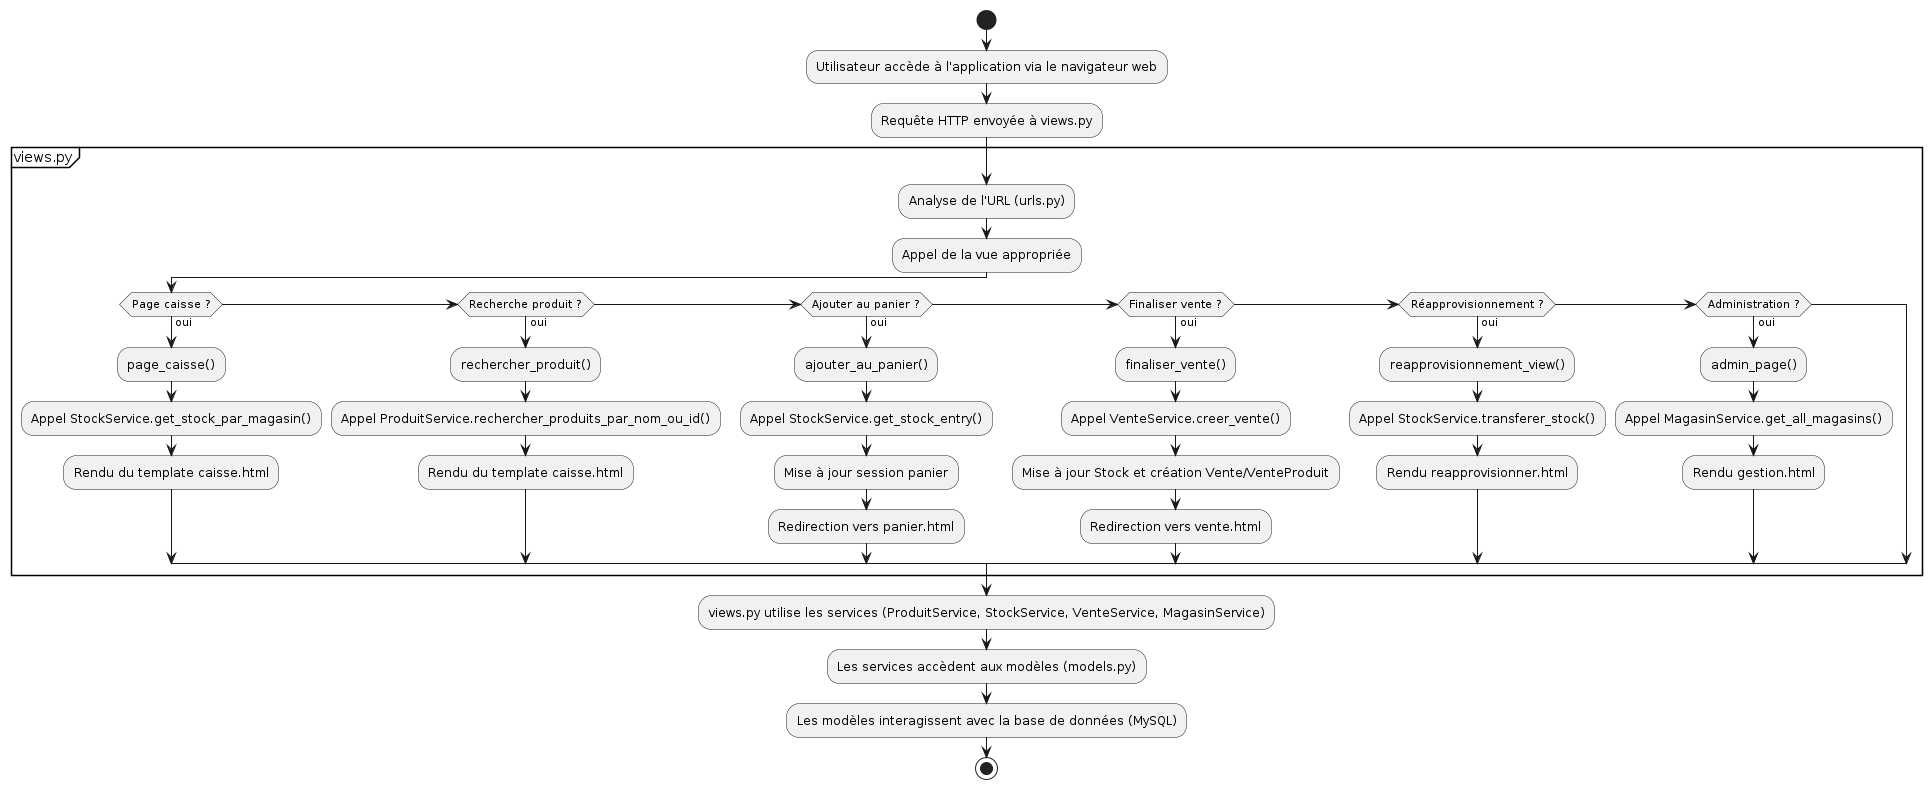 Utilisateur accède à l'application via le navigateur web
Requête HTTP envoyée à views.py
views.py
Analyse de l'URL (urls.py)
Appel de la vue appropriée
Page caisse ?
oui
page_caisse()
Appel StockService.get_stock_par_magasin()
Rendu du template caisse.html
Recherche produit ?
oui
rechercher_produit()
Appel ProduitService.rechercher_produits_par_nom_ou_id()
Rendu du template caisse.html
Ajouter au panier ?
oui
ajouter_au_panier()
Appel StockService.get_stock_entry()
Mise à jour session panier
Redirection vers panier.html
Finaliser vente ?
oui
finaliser_vente()
Appel VenteService.creer_vente()
Mise à jour Stock et création Vente/VenteProduit
Redirection vers vente.html
Réapprovisionnement ?
oui
reapprovisionnement_view()
Appel StockService.transferer_stock()
Rendu reapprovisionner.html
Administration ?
oui
admin_page()
Appel MagasinService.get_all_magasins()
Rendu gestion.html
views.py utilise les services (ProduitService, StockService, VenteService, MagasinService)
Les services accèdent aux modèles (models.py)
Les modèles interagissent avec la base de données (MySQL)